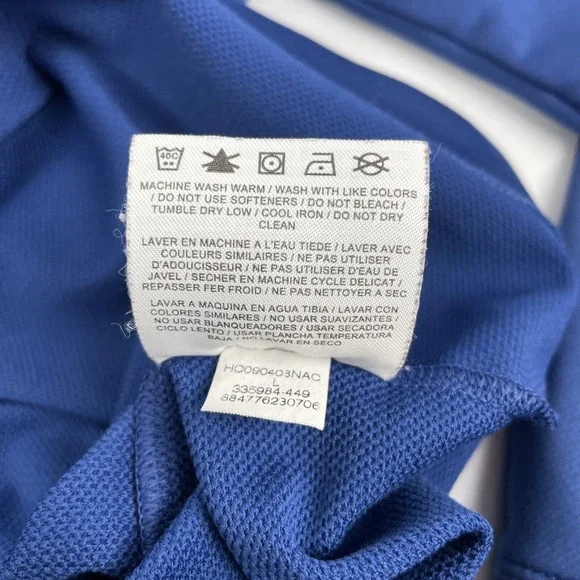 40C
MACHINE WASH WARM / WASH WITH LIKE COLORS
/ DO NOT USE SOFTENERS / DO NOT BLEACH /
TUMBLE DRY LOW / COOL IRON / DO NOT DRY
CLEAN
LAVER EN MACHINE A L'EAU TIEDE / LAVER AVEC
COULEURS SIMILAIRES / NE PAS UTILISER
D'ADOUCISSEUR / NE PAS UTILISER D'EAU DE
JAVEL / SECHER EN MACHINE CYCLE DELICAT /
REPASSER FER FROID / NE PAS NETTOYER A SEC
LAVAR A MAQUINA EN AGUA TIBIA / LAVAR CON
COLORES SIMILARES / NO USAR SUAVIZANTES /
NO USAR BLANQUEADORES / USAR SECADORA
CICLO LENTO / USAR PLANCHA TEMPERATURA
BAJA / NO LAVAR EN SECO
HO090403NAC
L
335984-449
884776230706